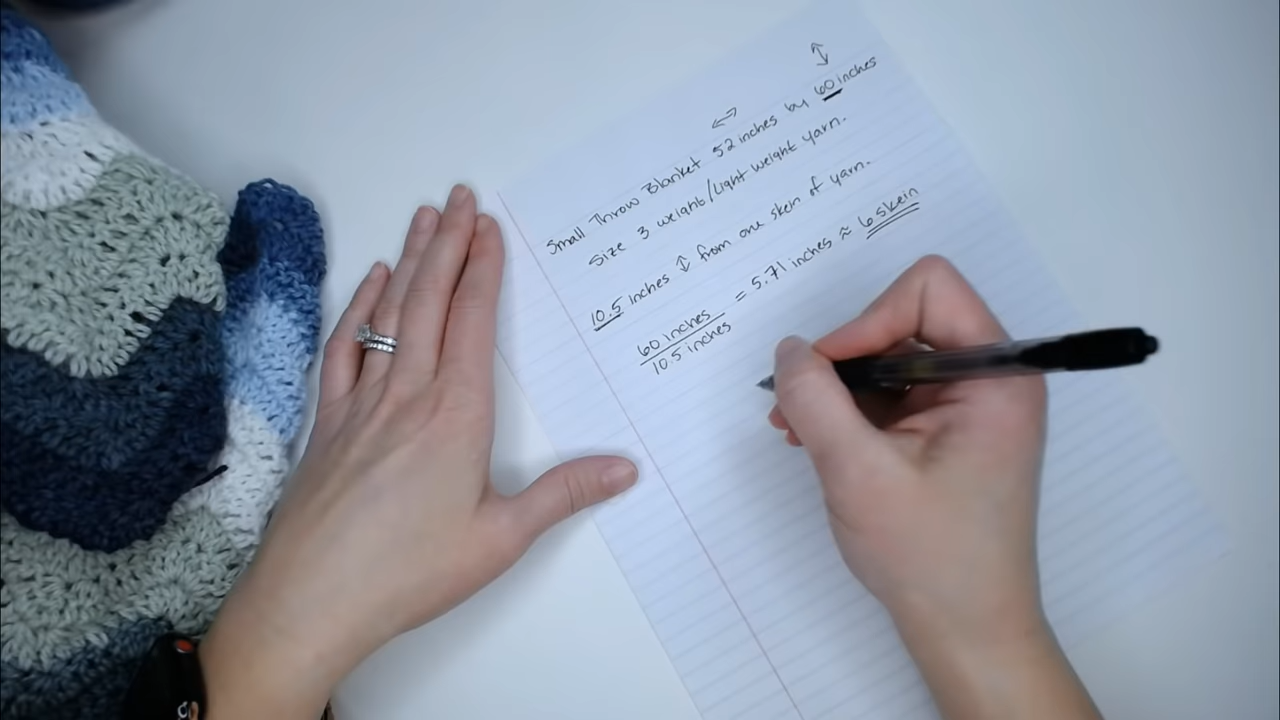 Small Throw Blanket 52 inches by 60 inches
Size 3 weight/Light weight yarn.
10.5 inches ↕ from one skein of yarn.
60 inches
10.5 inches
= 5.71 inches ≈ 6 skein